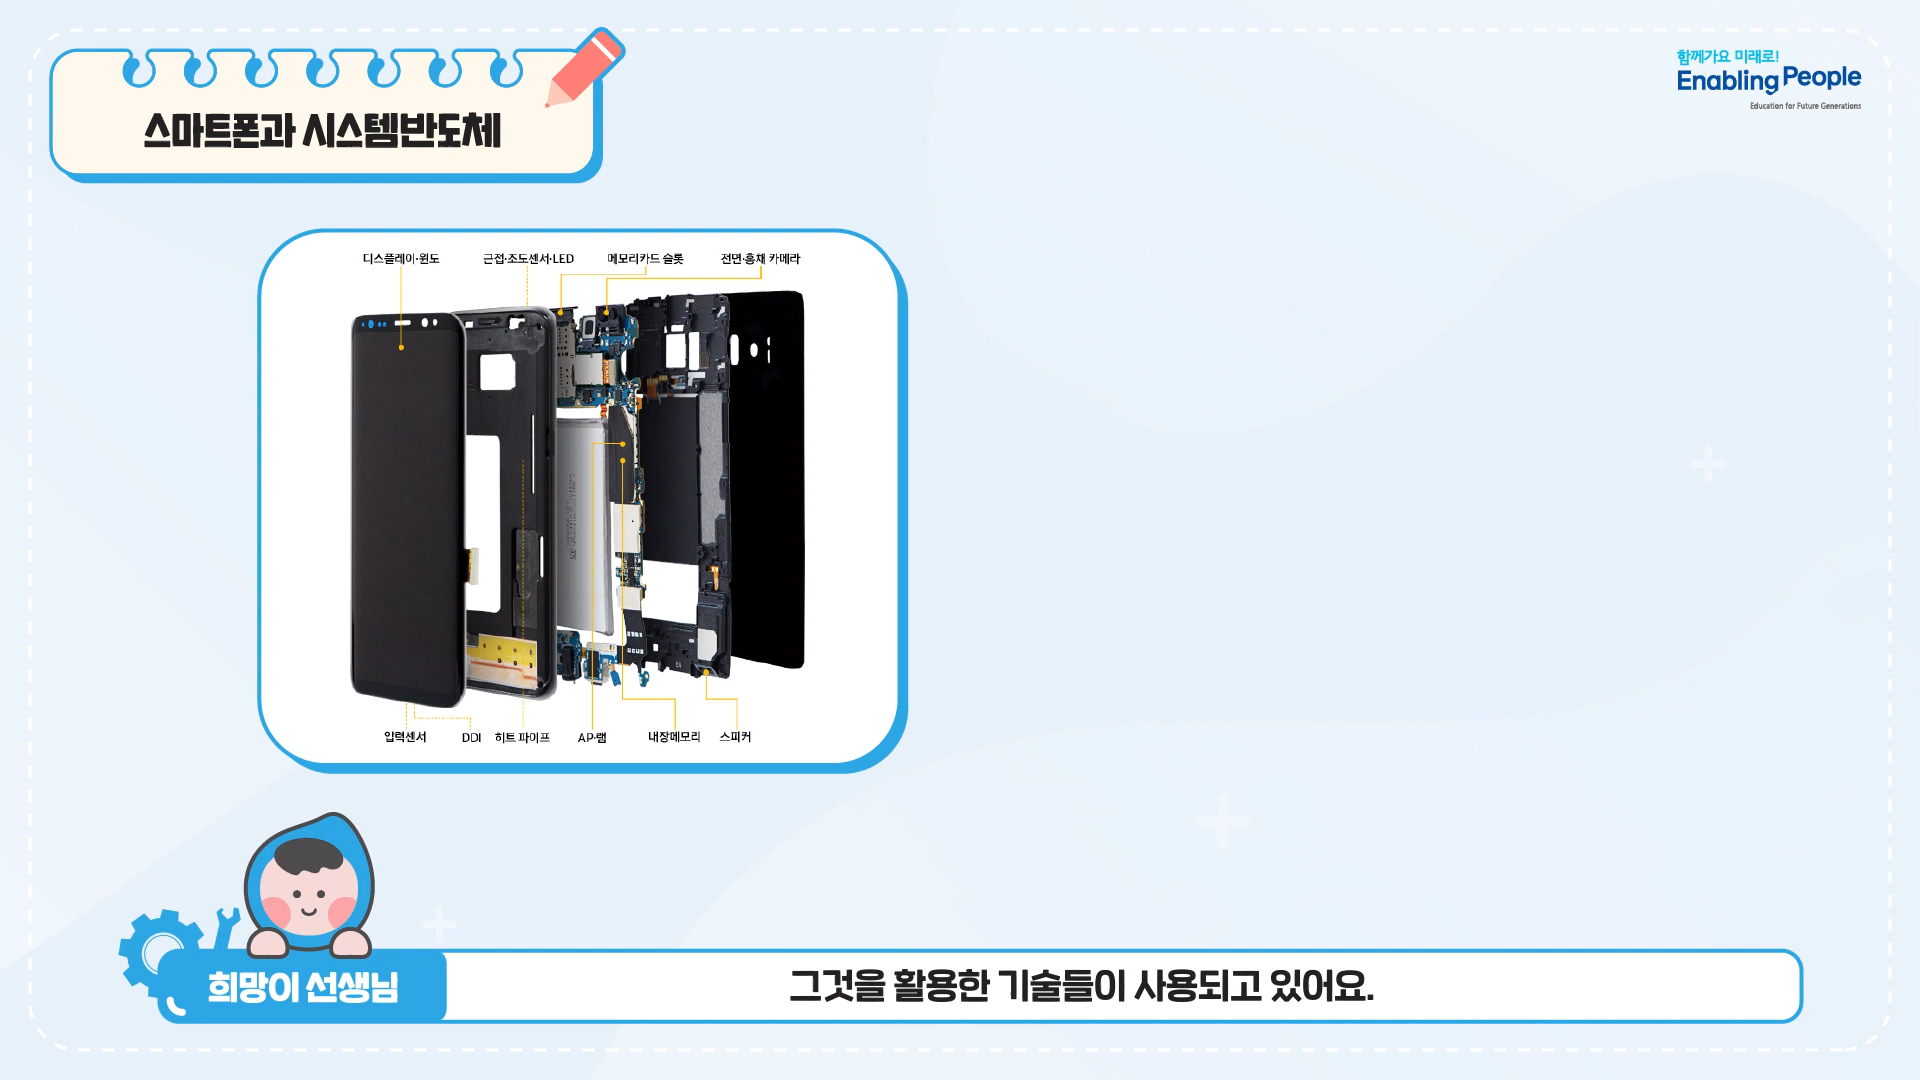 스마트폰과 시스템반도체
함께가요 미래로!
Enabling People
Education for Future Generations
디스플레이·윈도
근접·조도센서·LED
메모리카드 슬롯
전면·홍채 카메라
입력센서
DDI
히트 파이프
AP·램
내장메모리
스피커
희망이 선생님
그것을 활용한 기술들이 사용되고 있어요.